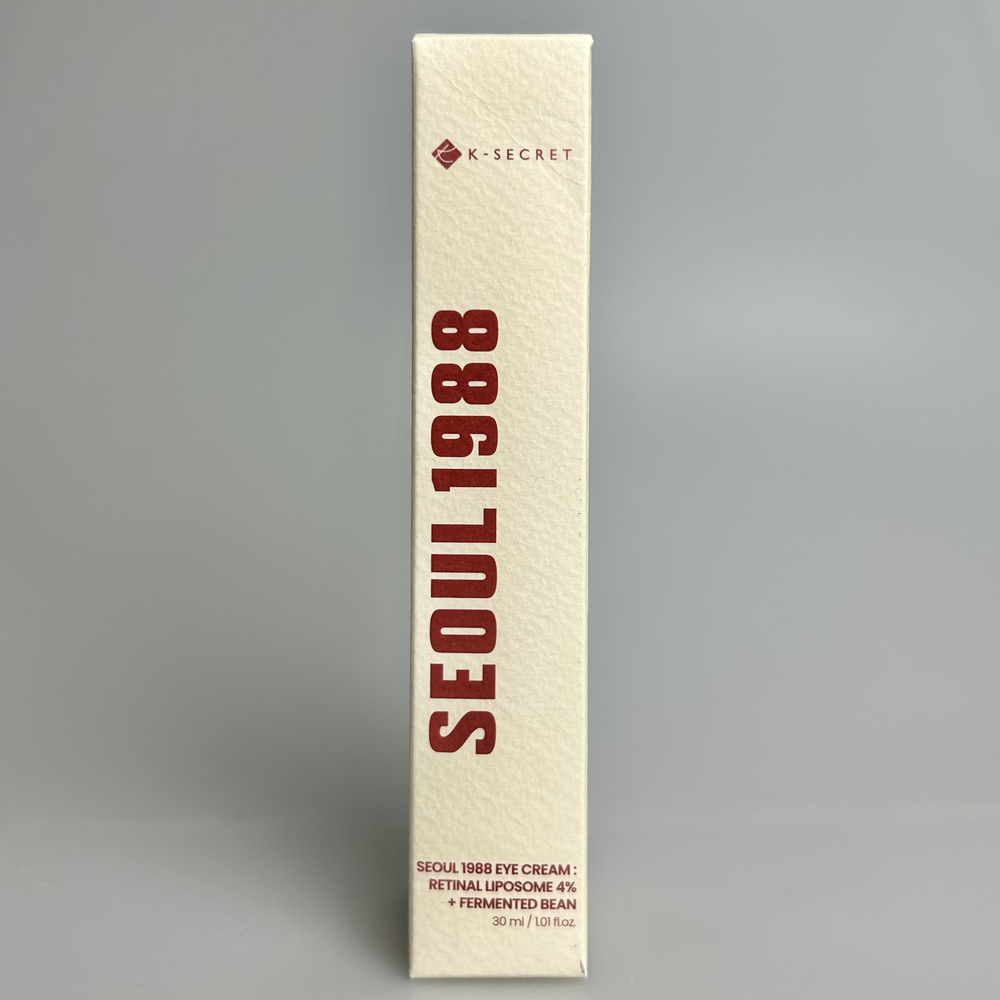 K-SECRET
SEOUL 1988
SEOUL 1988 EYE CREAM :
RETINAL LIPOSOME 4%
+ FERMENTED BEAN
30 ml / 1.01 fl.oz.